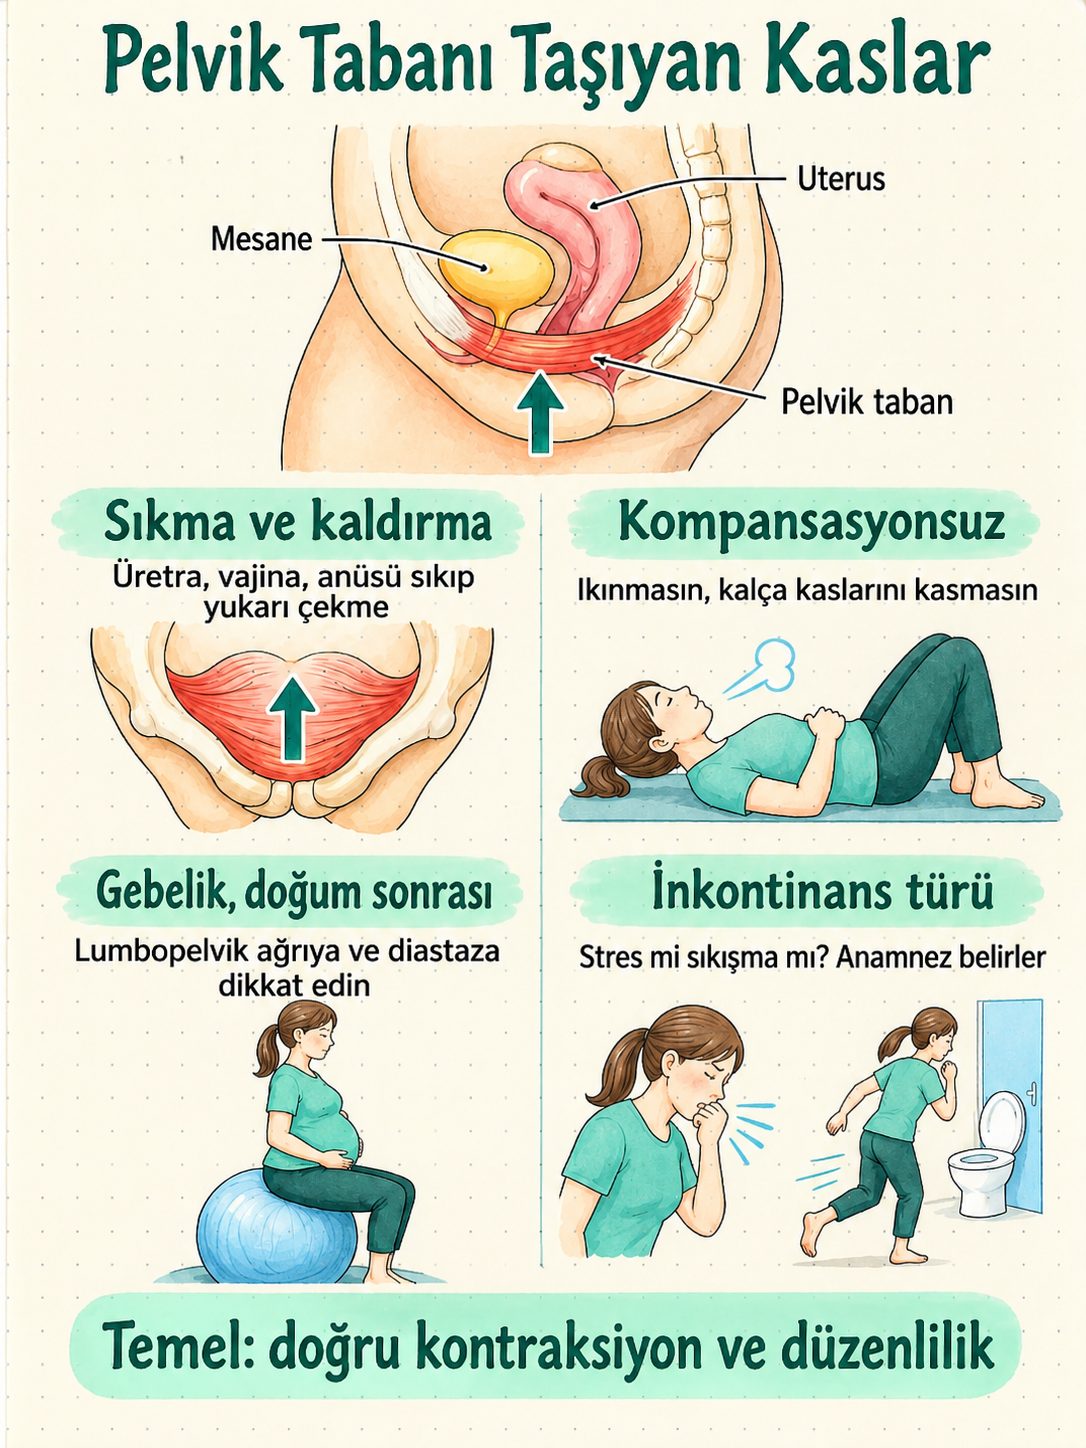 Pelvik Tabanı Taşıyan Kaslar
Uterus
Mesane
Pelvik taban
Sıkma ve kaldırma
Üretra, vajina, anüsü sıkıp
yukarı çekme
Kompansasyonsuz
Ikınmasın, kalça kaslarını kasmasın
Gebelik, doğum sonrası
Lumbopelvik ağrıya ve diastaza
dikkat edin
İnkontinans türü
Stres mi sıkışma mı? Anamnez belirler
Temel: doğru kontraksiyon ve düzenlilik